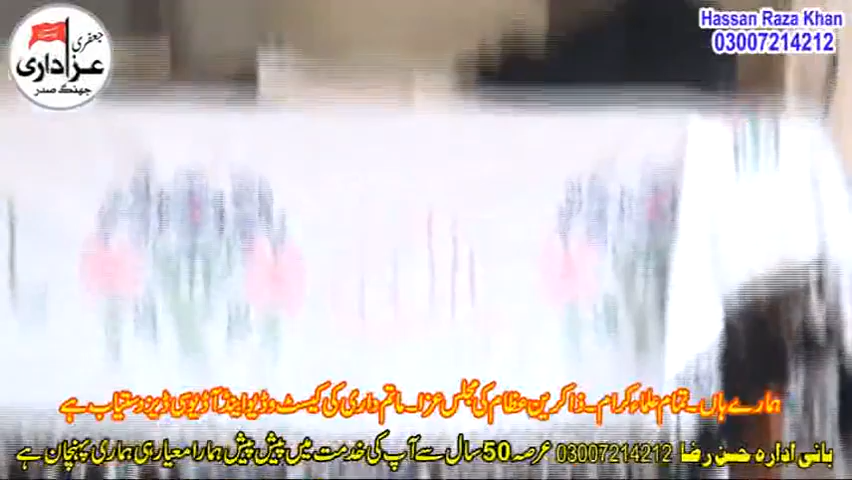 جعفری
عزاداری
جھنگ صدر
Hassan Raza Khan
03007214212
ہمارے ہاں۔تمام علماء کرام۔ذاکرین عظام کی مجلس عزا۔ماتم داری کی کیسٹ وڈیو اینڈ آڈیو سی ڈیز دستیاب ہے
بانی ادارہ حسن رضا 03007214212 عرصہ 50 سال سے آپ کی خدمت میں پیش پیش ہمارا معیار ہی ہماری پہنچان ہے